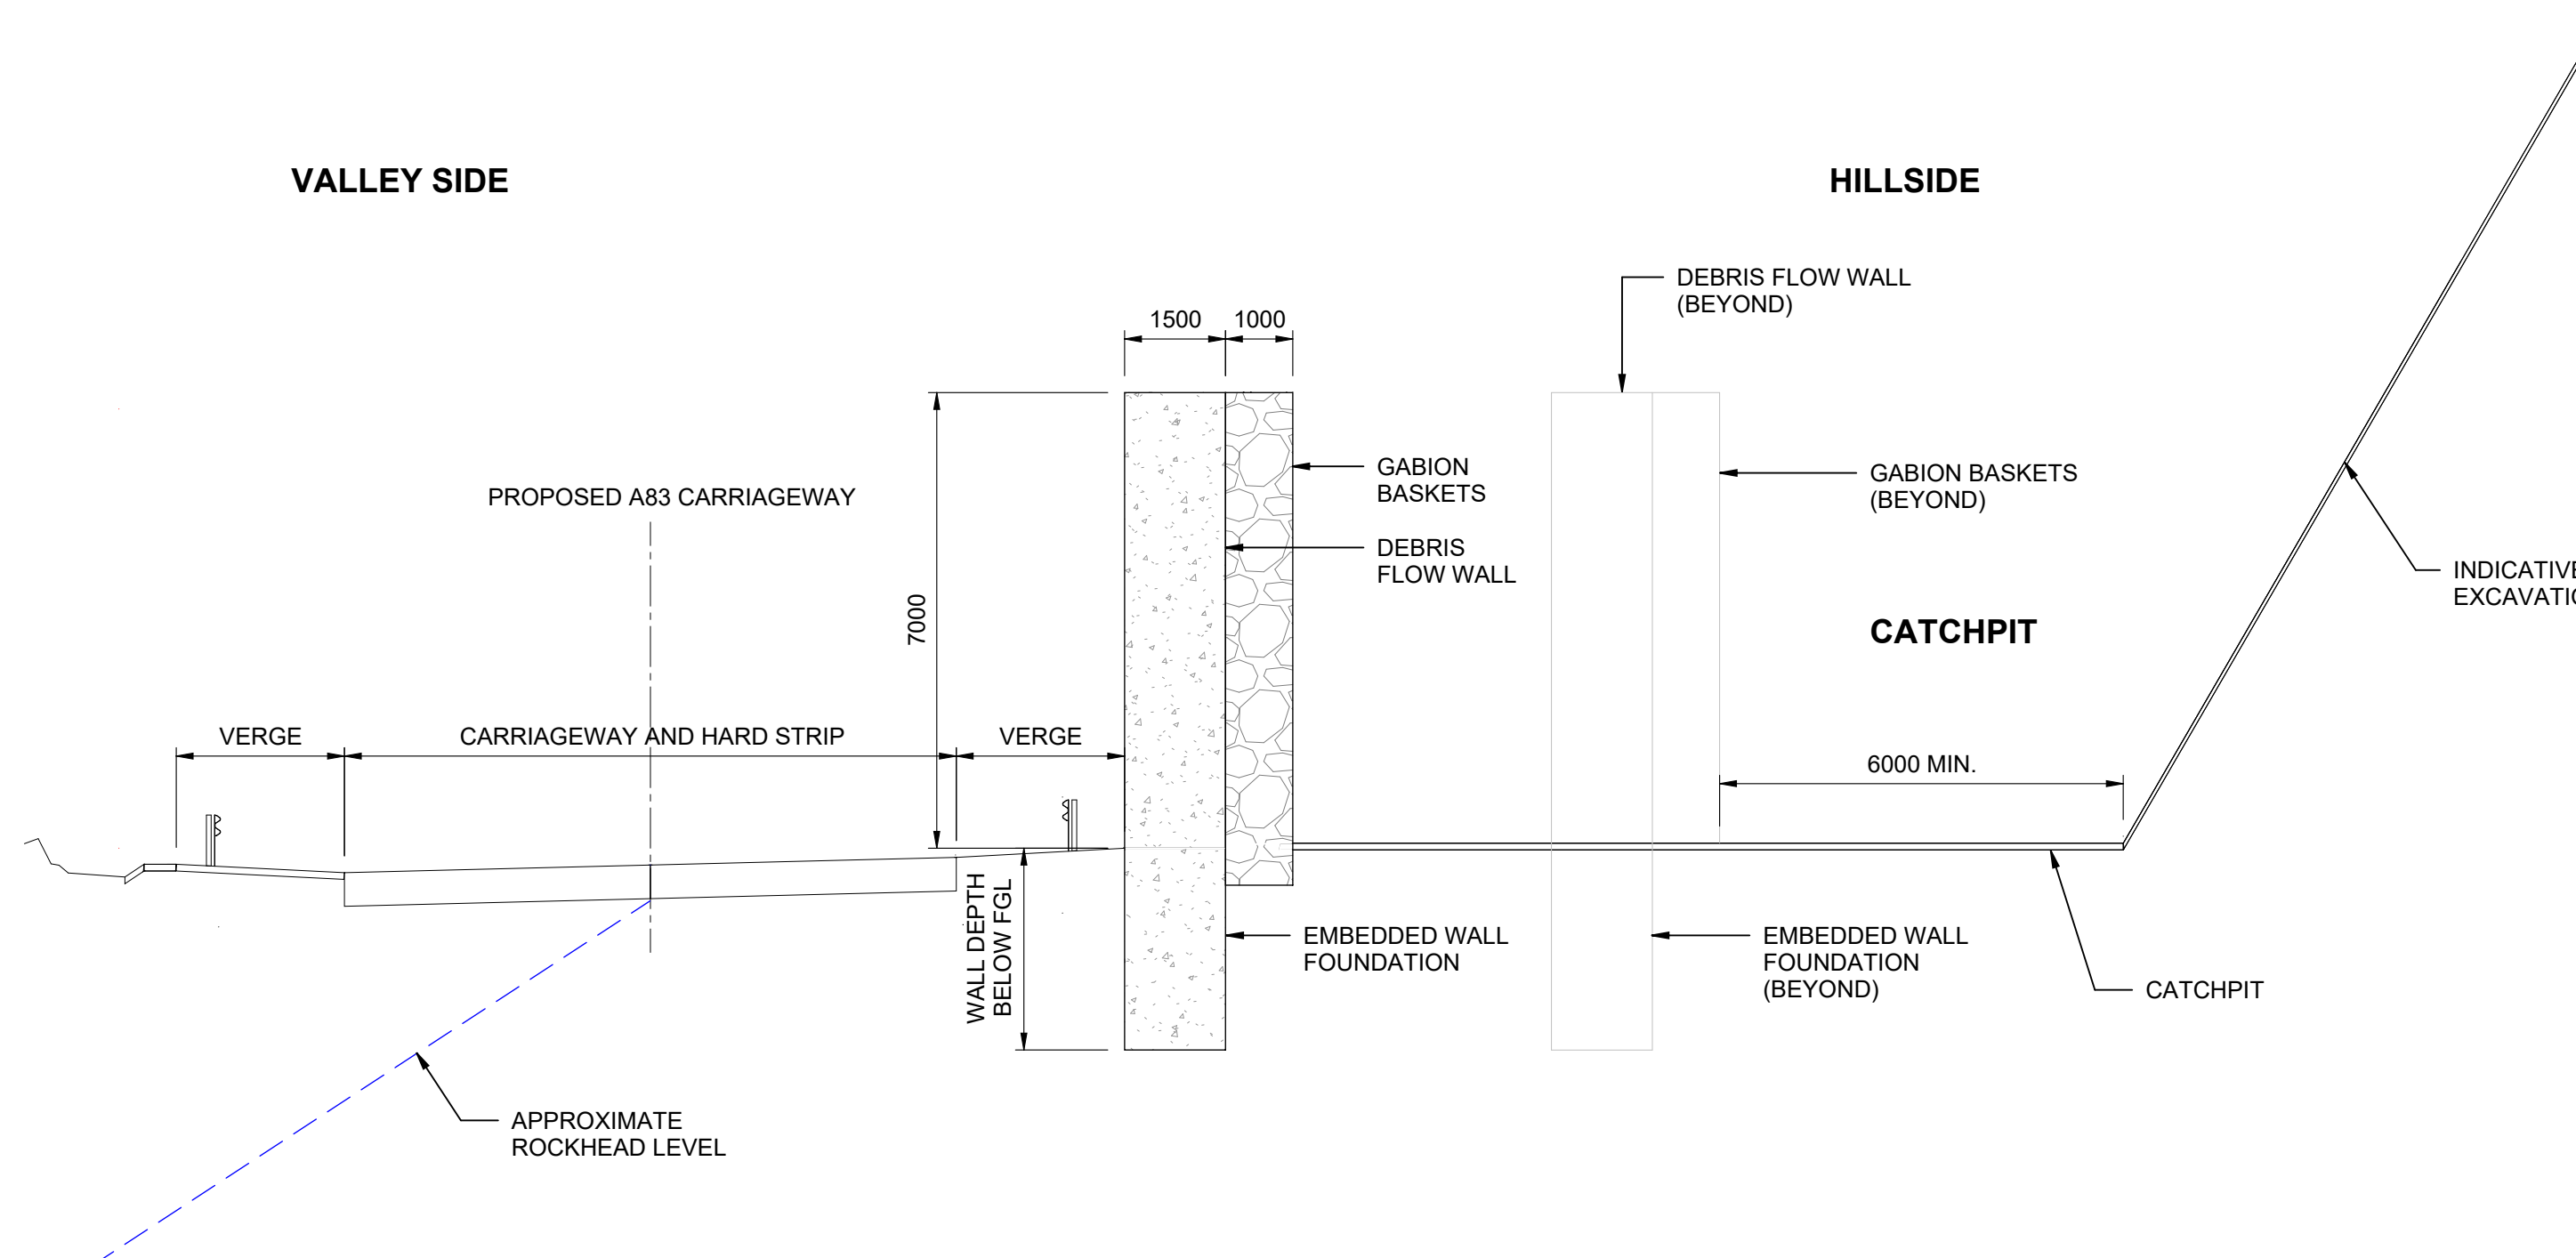 VALLEY SIDE
HILLSIDE
DEBRIS FLOW WALL
(BEYOND)
1500
1000
GABION
BASKETS
GABION BASKETS
(BEYOND)
PROPOSED A83 CARRIAGEWAY
DEBRIS
FLOW WALL
7000
CATCHPIT
VERGE
CARRIAGEWAY AND HARD STRIP
VERGE
6000 MIN.
WALL DEPTH
BELOW FGL
EMBEDDED WALL
FOUNDATION
EMBEDDED WALL
FOUNDATION
(BEYOND)
CATCHPIT
APPROXIMATE
ROCKHEAD LEVEL